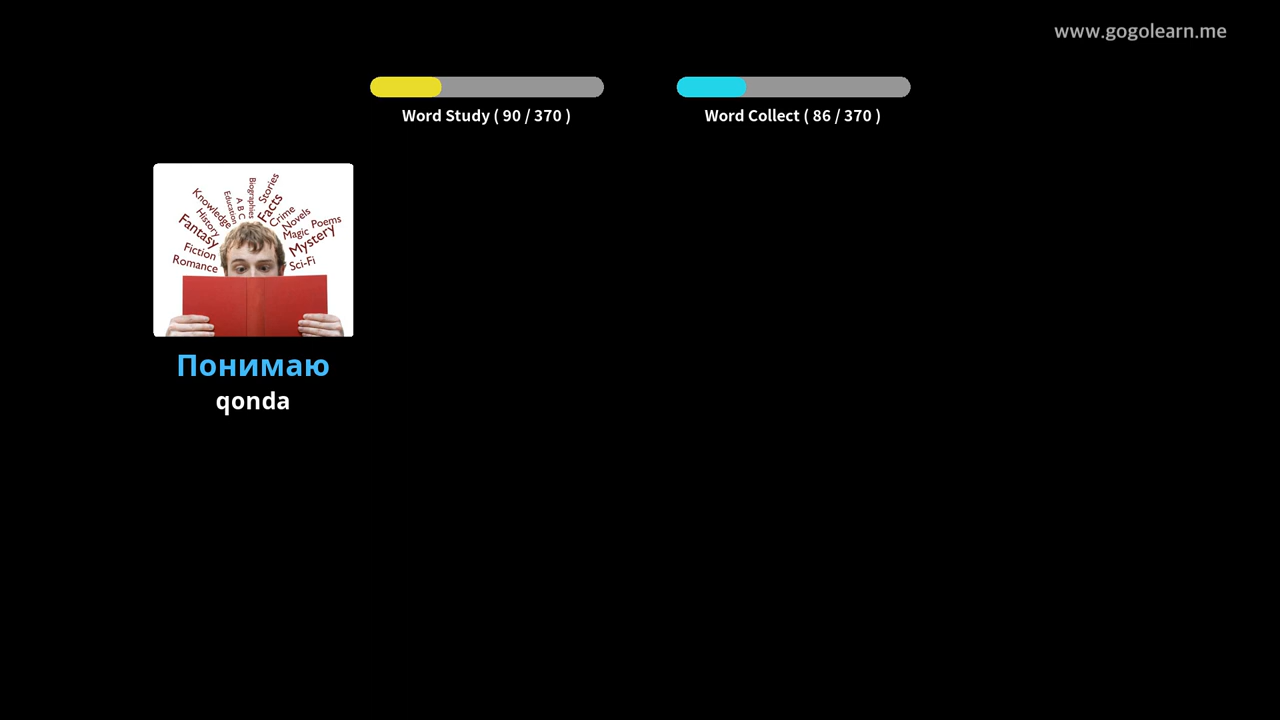 www.gogolearn.me
Word Study ( 90 / 370 )
Word Collect ( 86 / 370 )
Knowledge
History
Fantasy
Fiction
Romance
Education
A B C
Biographies
Stories
Facts
Crime
Novels
Magic
Poems
Mystery
Sci-Fi
Понимаю
qonda